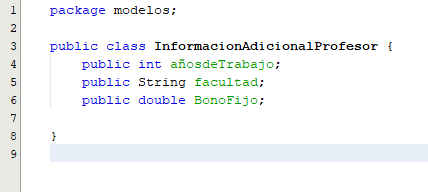 1 package modelos;
2
3 public class InformacionAdicionalProfesor {
4 public int añosdeTrabajo;
5 public String facultad;
6 public double BonoFijo;
7
8 }
9